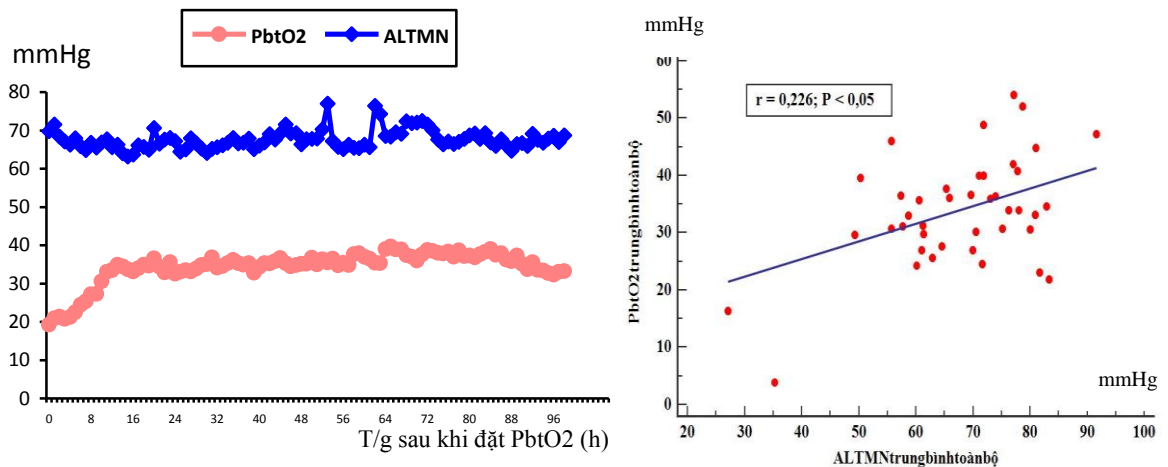 PbtO2 ALTMN
mmHg
80
70
60
50
40
30
20
10
0
0 8 16 24 32 40 48 56 64 72 80 88 96
T/g sau khi đặt PbtO2 (h)
mmHg
60
50
40
30
20
10
0
PbtO2trungbìnhtoànbộ
r = 0,226; P < 0,05
mmHg
20 30 40 50 60 70 80 90 100
ALTMNtrungbìnhtoànbộ